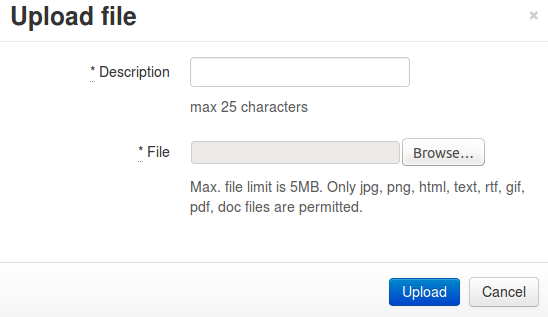 Upload file ×
* Description
max 25 characters
* File Browse...
Max. file limit is 5MB. Only jpg, png, html, text, rtf, gif,
pdf, doc files are permitted.
Upload Cancel